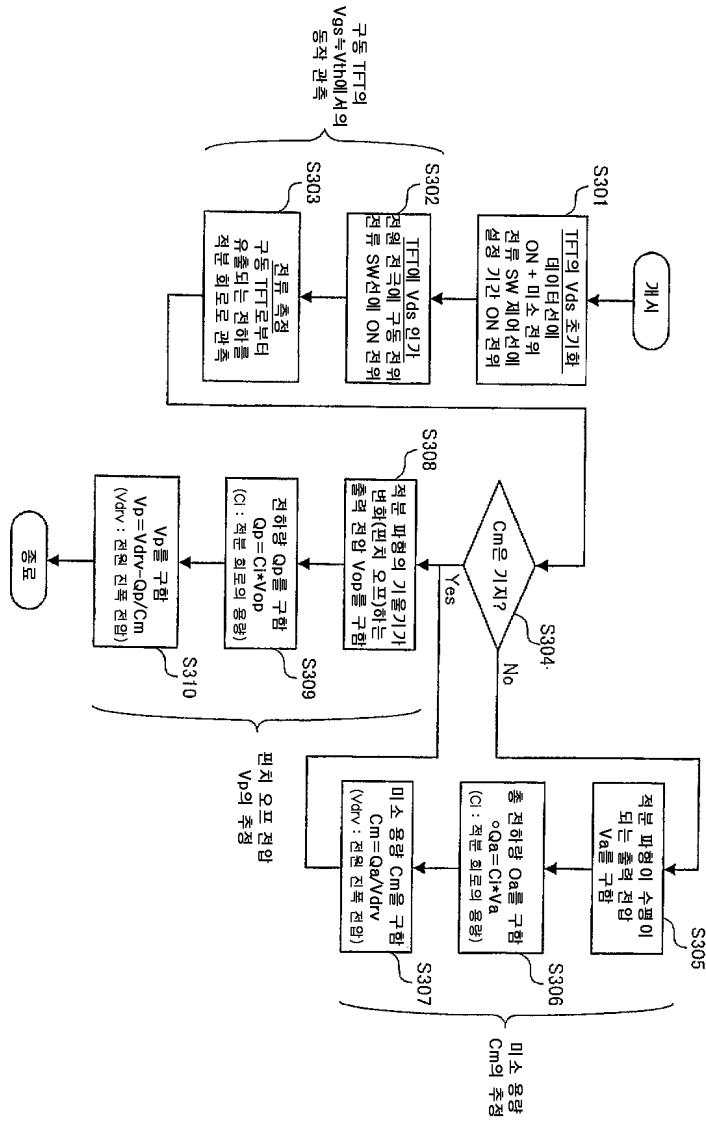 개시
S301
TFT의 Vds 초기화
데이터선에
ON + 미소 전위
전류 SW 제어선에
설정 기간 ON 전위
S302
TFT에 Vds 인가
전원 전극에 구동 전위
전류 SW선에 ON 전위
S303
전류 측정
구동 TFT로부터
유출되는 전하를
적분 회로로 관측
구동 TFT의
Vgs≒Vth에서의
동작 관측
Cm은 기지?
S304
Yes
No
S305
적분 파형이 수평이
되는 출력 전압
Va를 구함
S306
총 전하량 Oa를 구함
○Qa=Ci*Va
(Ci : 적분 회로의 용량)
S307
미소 용량 Cm을 구함
Cm=Qa/Vdrv
(Vdrv : 전원 진폭 전압)
미소 용량
Cm의 추정
S308
적분 파형의 기울기가
변화(핀치 오프)하는
출력 전압 Vop를 구함
S309
전하량 Qp를 구함
Qp=Ci*Vop
(Ci : 적분 회로의 용량)
S310
Vp를 구함
Vp=Vdrv-Qp/Cm
(Vdrv : 전원 진폭 전압)
핀치 오프 전압
Vp의 추정
종료